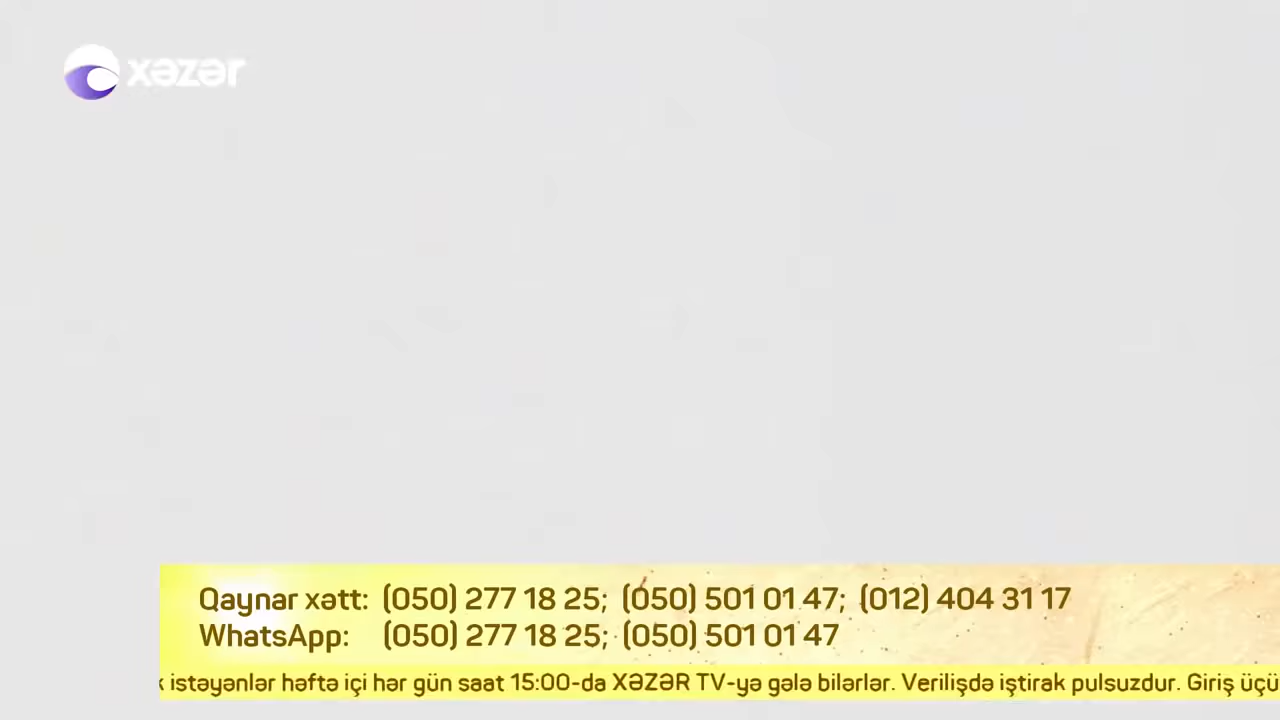 xəzər
Qaynar xətt: (050) 277 18 25; (050) 501 01 47; (012) 404 31 17
WhatsApp: (050) 277 18 25; (050) 501 01 47
istəyənlər həftə içi hər gün saat 15:00-da XƏZƏR TV-yə gələ bilərlər. Verilişdə iştirak pulsuzdur. Giriş üçü